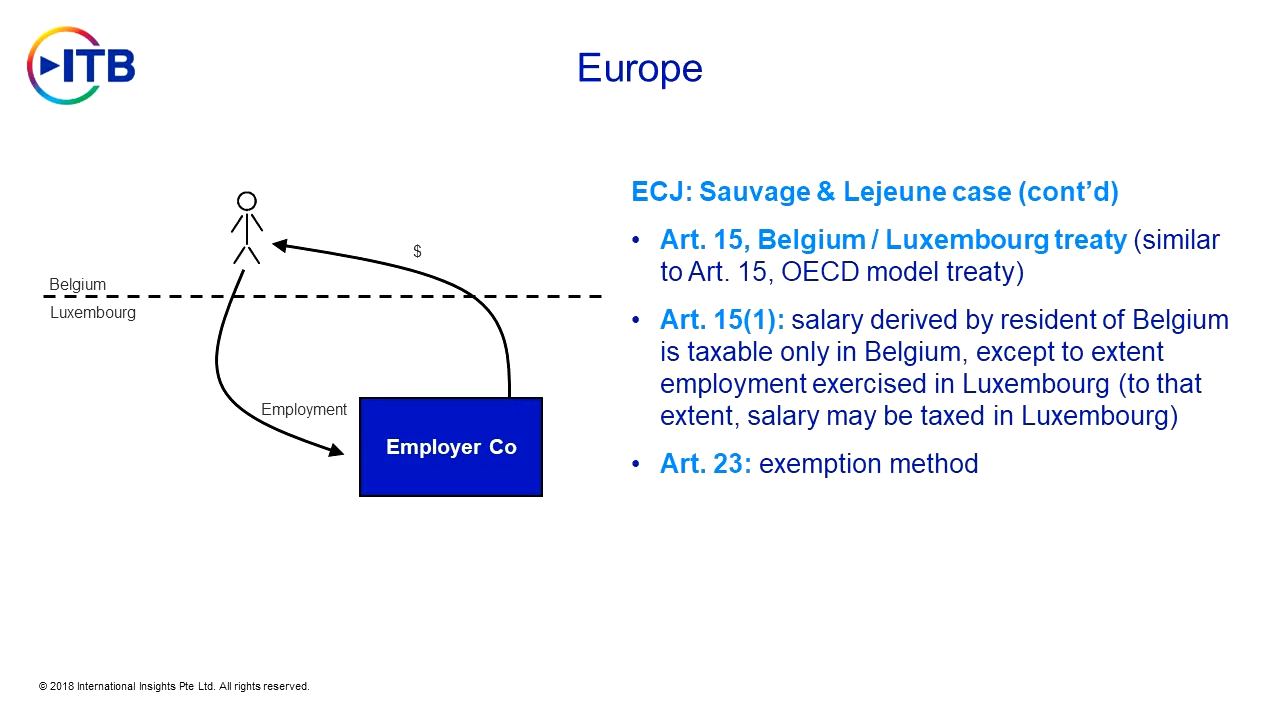 ITB
Europe
ECJ: Sauvage & Lejeune case (cont’d)
• Art. 15, Belgium / Luxembourg treaty (similar
to Art. 15, OECD model treaty)
• Art. 15(1): salary derived by resident of Belgium
is taxable only in Belgium, except to extent
employment exercised in Luxembourg (to that
extent, salary may be taxed in Luxembourg)
• Art. 23: exemption method
$
Belgium
Luxembourg
Employment
Employer Co
© 2018 International Insights Pte Ltd. All rights reserved.